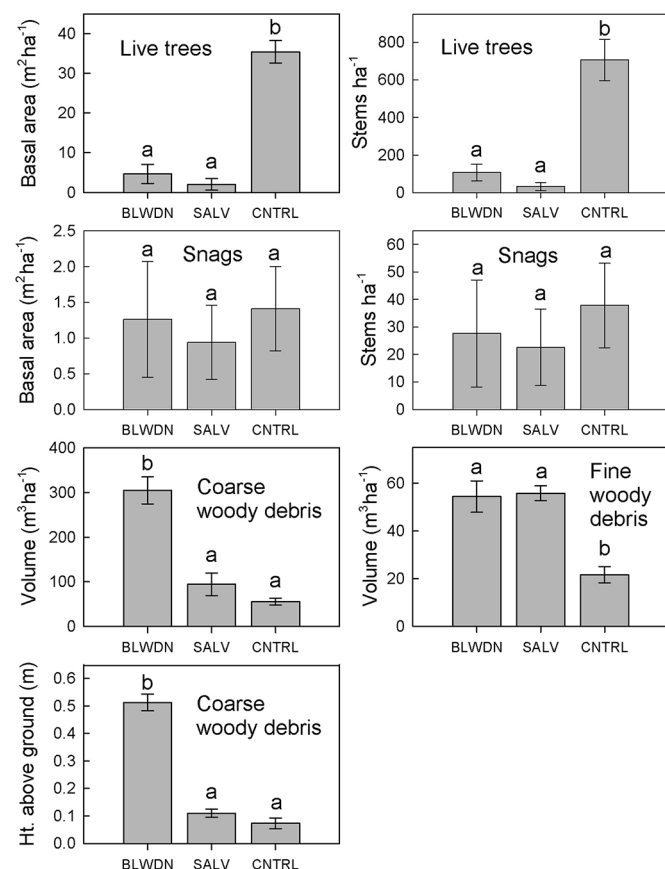 Live trees
Basal area (m²ha⁻¹)
40
30
20
10
0
a
a
b
BLWDN SALV CNTRL
Live trees
Stems ha⁻¹
800
600
400
200
0
a
a
b
BLWDN SALV CNTRL
Snags
Basal area (m²ha⁻¹)
2.5
2.0
1.5
1.0
0.5
0.0
a
a
a
BLWDN SALV CNTRL
Snags
Stems ha⁻¹
60
50
40
30
20
10
0
a
a
a
BLWDN SALV CNTRL
Coarse
woody debris
Volume (m³ha⁻¹)
400
300
200
100
0
b
a
a
BLWDN SALV CNTRL
Fine
woody
debris
Volume (m³ha⁻¹)
60
40
20
0
a
a
b
BLWDN SALV CNTRL
Coarse
woody debris
Ht. above ground (m)
0.6
0.5
0.4
0.3
0.2
0.1
0.0
b
a
a
BLWDN SALV CNTRL